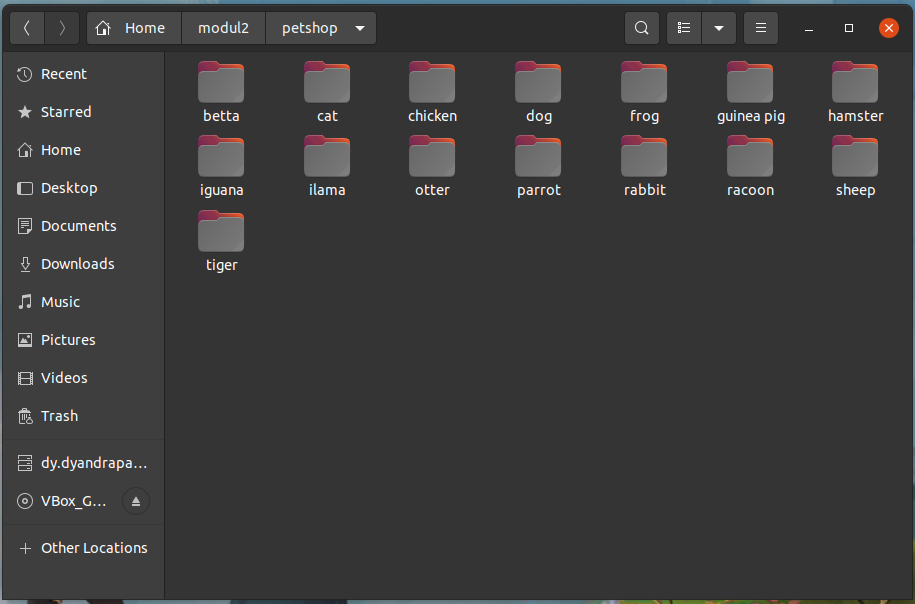 Home modul2 petshop
Recent
Starred
Home
Desktop
Documents
Downloads
Music
Pictures
Videos
Trash
dy.dyandrapa...
VBox_G...
Other Locations
betta cat chicken dog frog guinea pig hamster
iguana ilama otter parrot rabbit racoon sheep
tiger